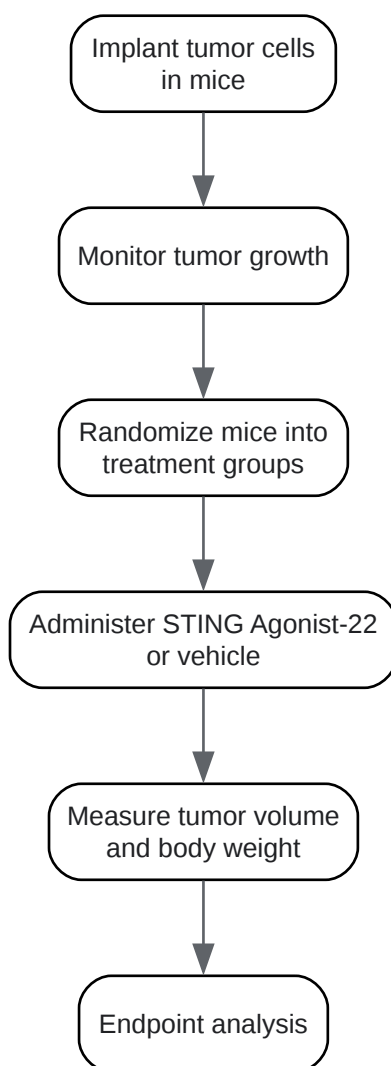 Implant tumor cells
in mice
Monitor tumor growth
Randomize mice into
treatment groups
Administer STING Agonist-22
or vehicle
Measure tumor volume
and body weight
Endpoint analysis